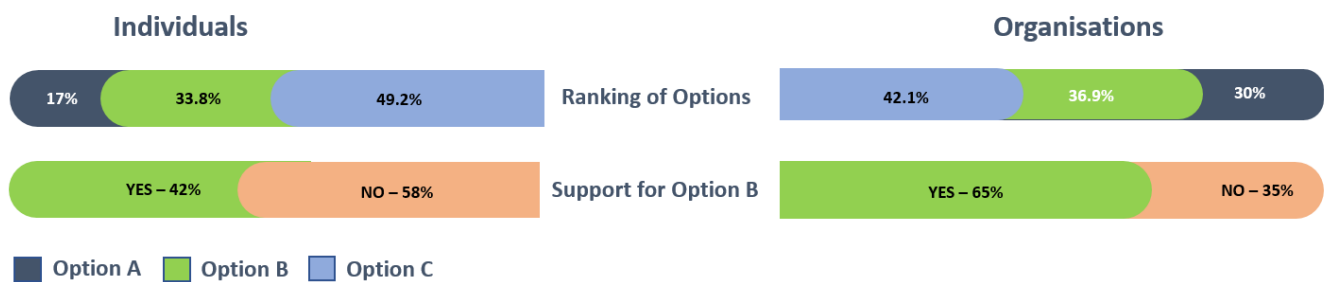 Individuals Organisations
17% 33.8% 49.2% Ranking of Options 42.1% 36.9% 30%
YES – 42% NO – 58% Support for Option B YES – 65% NO – 35%
Option A Option B Option C